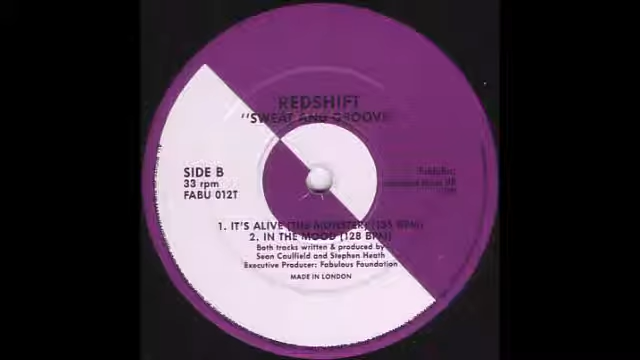 REDSHIFT
"SWEAT AND GROOVE"
SIDE B
33 rpm
FABU 012T
1. IT'S ALIVE (THE MONSTER) (135 BPM)
2. IN THE MOOD (128 BPM)
Both tracks written & produced by
Sean Caulfield and Stephen Heath
Executive Producer: Fabulous Foundation
MADE IN LONDON